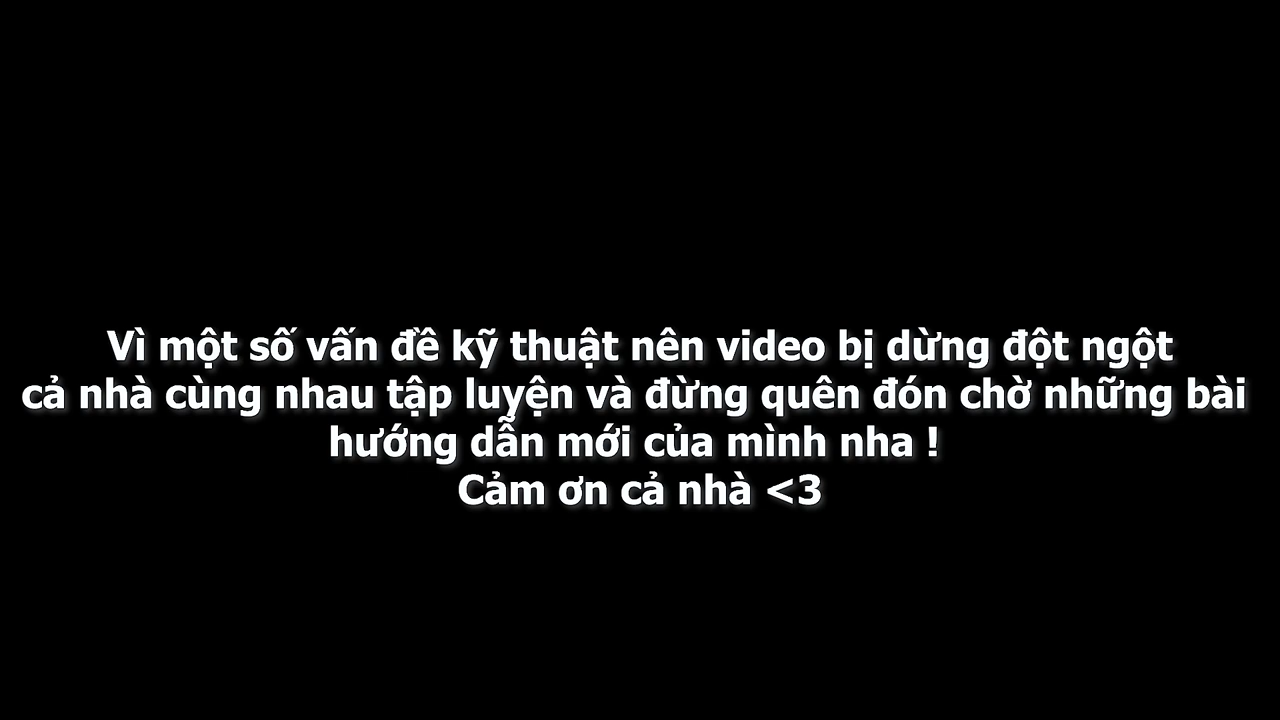 Vì một số vấn đề kỹ thuật nên video bị dừng đột ngột
cả nhà cùng nhau tập luyện và đừng quên đón chờ những bài
hướng dẫn mới của mình nha !
Cảm ơn cả nhà <3